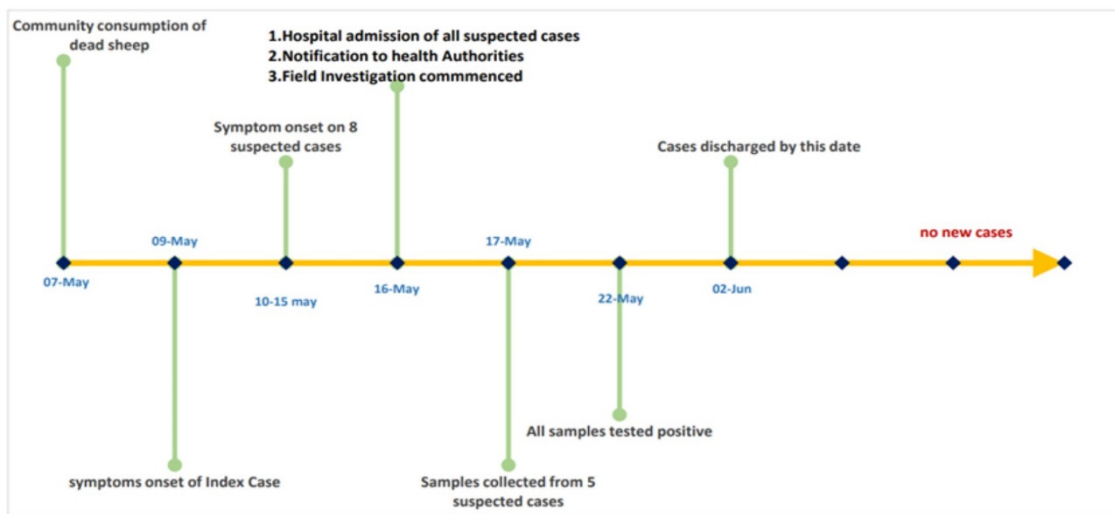 Community consumption of
dead sheep
1.Hospital admission of all suspected cases
2.Notification to health Authorities
3.Field Investigation commmenced
Symptom onset on 8
suspected cases
Cases discharged by this date
09-May
17-May
no new cases
07-May
10-15 may
16-May
22-May
02-Jun
All samples tested positive
symptoms onset of Index Case
Samples collected from 5
suspected cases